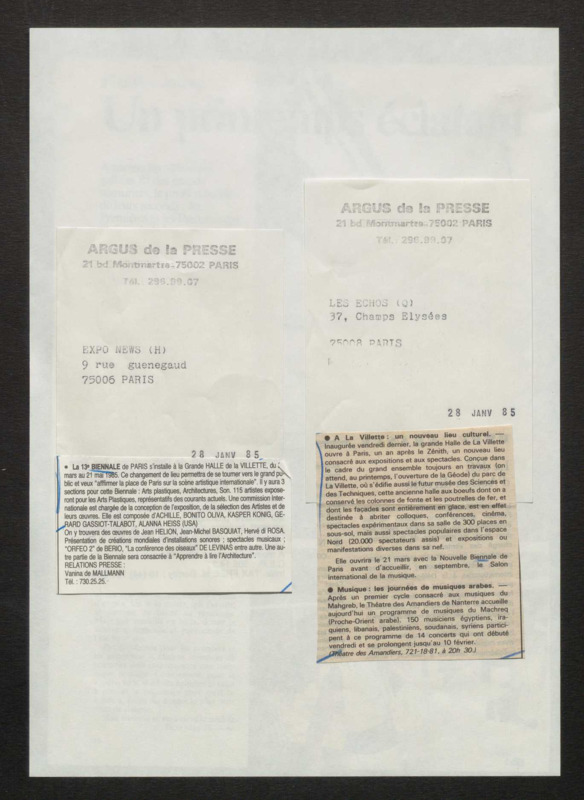 ARGUS de la PRESSE
21 bd Montmartre-75002 PARIS
Tél.: 296.99.07
EXPO NEWS (H)
9 rue guenegaud
75006 PARIS
28 JANV 85
• La 13e BIENNALE de PARIS s'installe à la Grande HALLE de la VILLETTE, du
mars au 21 mai 1985. Ce changement de lieu permettra de se tourner vers le grand pu-
blic et veux "affirmer la place de Paris sur la scène artistique internationale". Il y aura 3
sections pour cette Biennale : Arts plastiques, Architectures, Son. 115 artistes expose-
ront pour les Arts Plastiques, représentatifs de la création. Une commission inter-
nationale est chargée de la conception de l'exposition, de la sélection des Artistes et de
leurs œuvres. Elle est composée d'ACHILLE, BONITO OLIVA, KASPER KÖNIG, GE-
RARD GASSIOT-TALABOT, ALANNA HEISS (USA)
On y trouvera des œuvres de Jean HELION, Jean-Michel BASQUIAT, Hervé di ROSA.
Présentation de créations mondiales d'installations sonores ; spectacles musicaux ;
"ORFEO 2" de BERIO, "La conférence des oiseaux" DE LEVINAS entre autre. Une au-
tre partie de la Biennale sera consacrée à "Apprendre à lire l'Architecture".
RELATIONS PRESSE :
Vanina de MALLMANN
Tél. : 730.25.25.
ARGUS de la PRESSE
21 bd Montmartre-75002 PARIS
Tél.: 296.99.07
LES ECHOS (Q)
37, Champs Elysées
75008 PARIS
28 JANV 85
● A La Villette : un nouveau lieu culturel. —
Inaugurée vendredi dernier, la grande Halle de La Villette
ouvre à Paris, un an après le Zénith, un nouveau lieu
consacré aux expositions et aux spectacles. Conçue dans
le cadre du grand ensemble toujours en travaux (on
attend, au printemps, l'ouverture de la Géode) du parc de
La Villette, où s'édifie aussi le futur musée des Sciences et
des Techniques, cette ancienne halle aux bœufs dont on a
conservé les colonnes de fonte et les poutrelles de fer, et
dont les façades sont entièrement en glace, est en effet
destinée à abriter colloques, conférences, cinéma,
spectacles expérimentaux dans sa salle de 300 places en
sous-sol, mais aussi spectacles populaires dans l'espace
Nord (20.000 spectateurs assis) et expositions ou
manifestations diverses dans sa nef.
Elle ouvrira le 21 mars avec la Nouvelle Biennale de
Paris avant d'accueillir, en septembre, le Salon
international de la musique.
● Musique : les journées de musiques arabes. —
Après un premier cycle consacré aux musiques du
Mahgreb, le Théâtre des Amandiers de Nanterre accueille
aujourd'hui un programme de musiques du Machreq
(Proche-Orient arabe). 150 musiciens égyptiens, ira-
quiens, libanais, palestiniens, soudanais, syriens partici-
pent à ce programme de 14 concerts qui ont débuté
vendredi et se prolongent jusqu'au 10 février.
(Théâtre des Amandiers, 721-18-81, à 20h 30.)